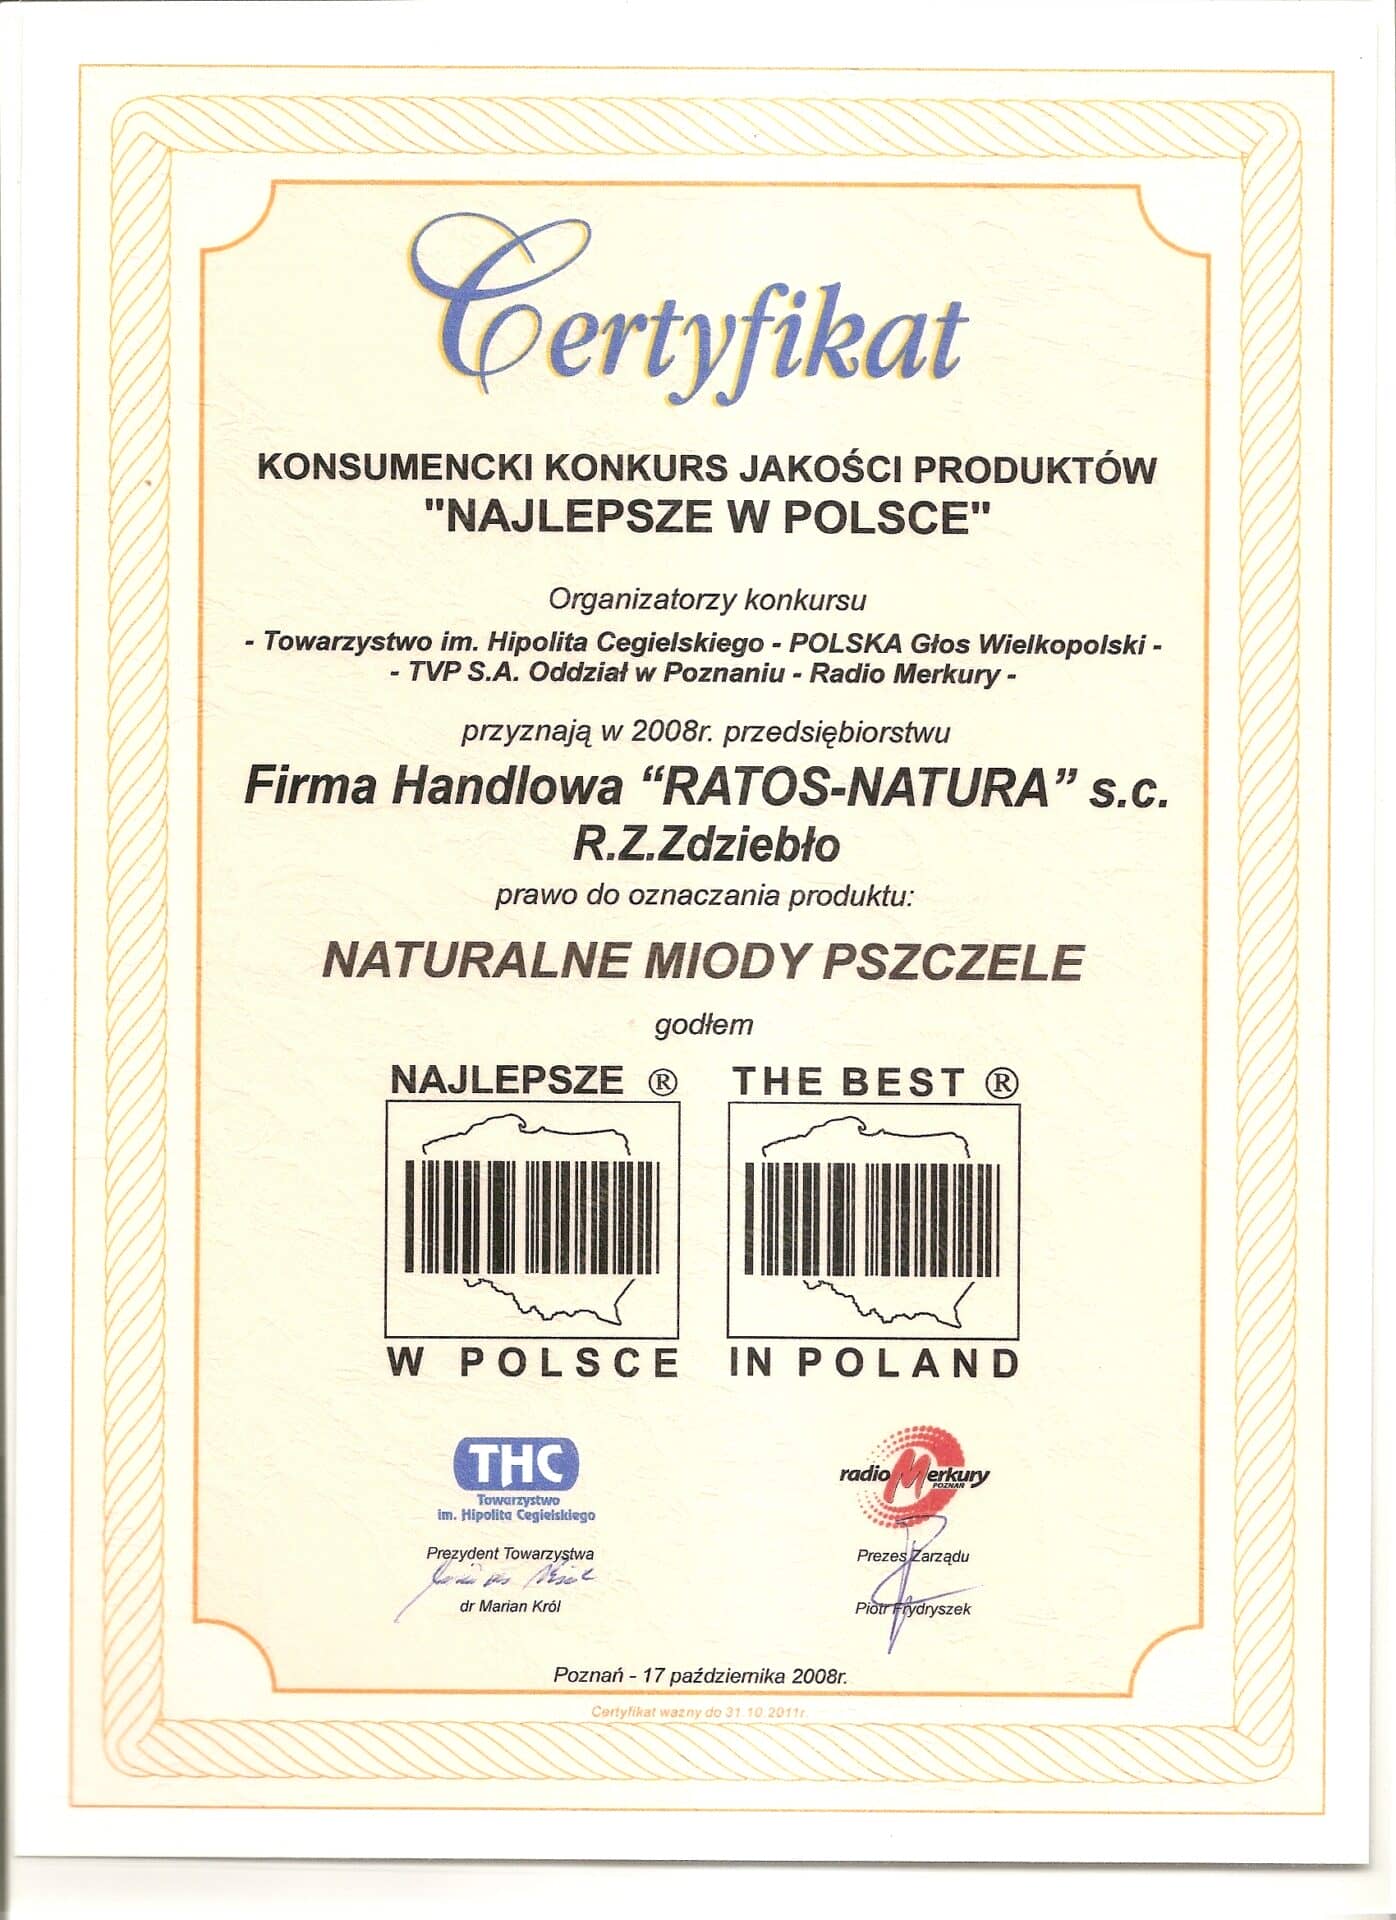 Certyfikat
KONSUMENCKI KONKURS JAKOŚCI PRODUKTÓW
"NAJLEPSZE W POLSCE"
Organizatorzy konkursu
- Towarzystwo im. Hipolita Cegielskiego - POLSKA Głos Wielkopolski -
- TVP S.A. Oddział w Poznaniu - Radio Merkury -
przyznają w 2008r. przedsiębiorstwu
Firma Handlowa “RATOS-NATURA” s.c.
R.Z.Zdziebło
prawo do oznaczania produktu:
NATURALNE MIODY PSZCZELE
godłem
NAJLEPSZE ®
W POLSCE
THE BEST ®
IN POLAND
THC
Towarzystwo
im. Hipolita Cegielskiego
Prezydent Towarzystwa
dr Marian Król
radio Merkury
POZNAŃ
Prezes Zarządu
Piotr Frydryszek
Poznań - 17 października 2008r.
Certyfikat ważny do 31.10.2011r.